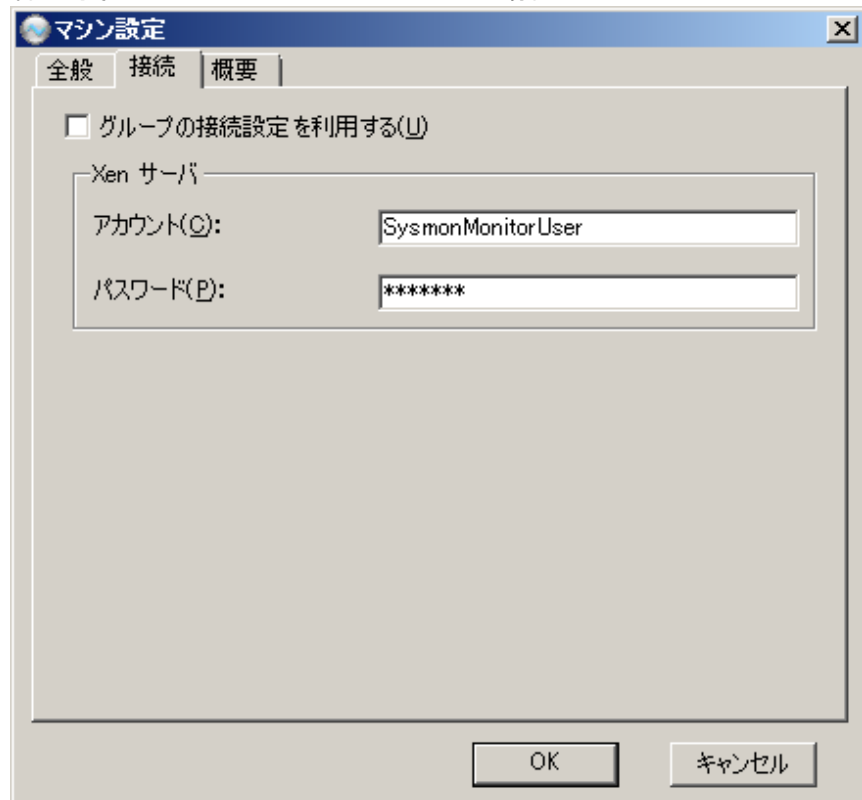 マシン設定
全般 接続 概要
グループの接続設定を利用する(U)
Xen サーバ
アカウント(C): SysmonMonitorUser
パスワード(P): *******
OK キャンセル